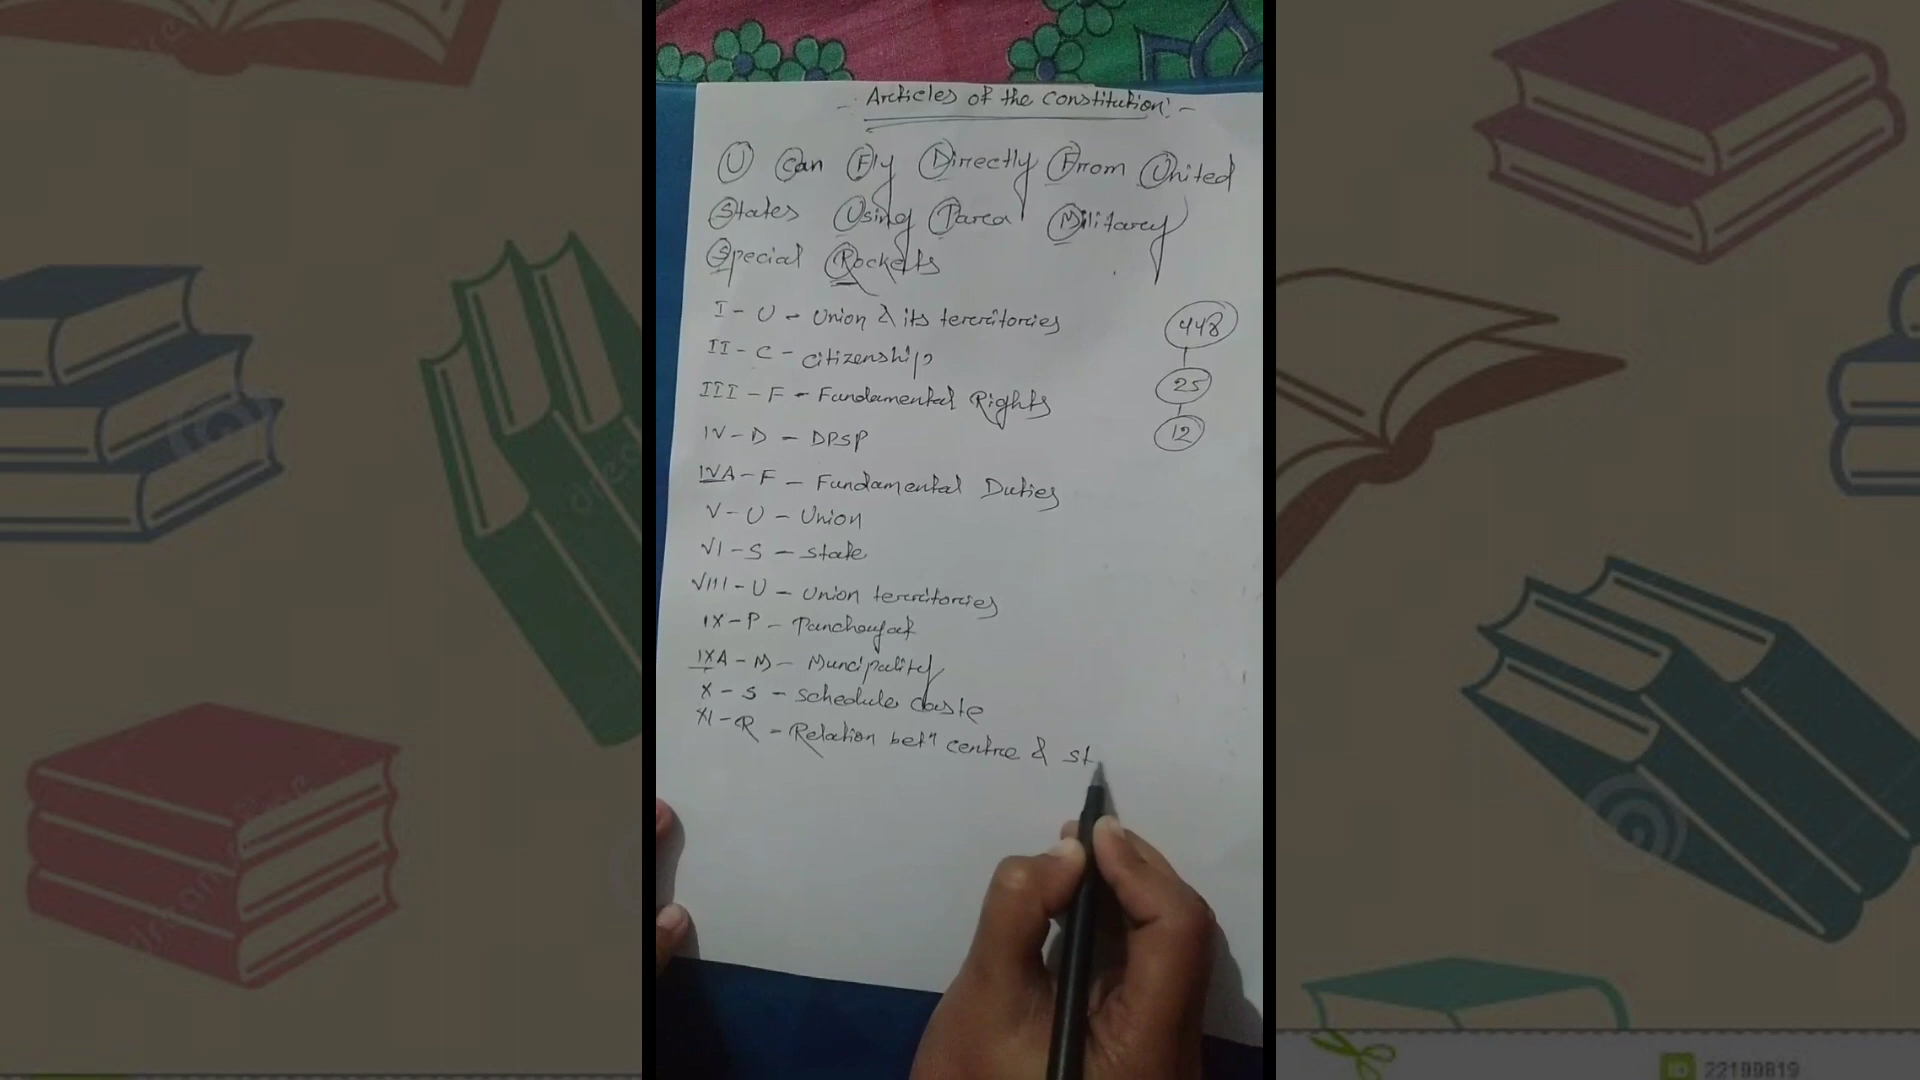 Articles of the constitution:-
U Can Fly Directly From United
States Using Para Military
Special Rockets
I - U - Union & its territories
II - C - citizenship
III - F - Fundamental Rights
IV - D - DPSP
IVA - F - Fundamental Duties
V - U - Union
VI - S - state
VIII - U - Union territories
IX - P - Panchayat
IXA - M - Muncipality
X - S - Schedule caste
XI - R - Relation betn centre & st
448
25
12
22199819